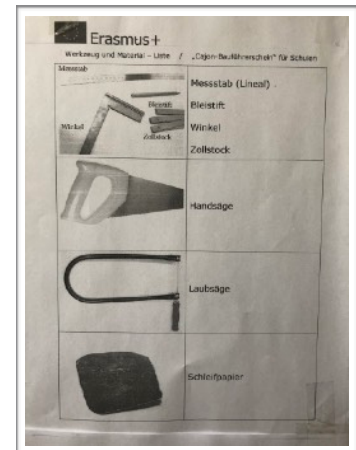 Erasmus+
Werkzeug und Material – Liste / „Cajon-Bauführerschein" für Schulen
Messstab
Bleistift
Winkel
Zollstock
Messstab (Lineal)
Bleistift
Winkel
Zollstock
Handsäge
Laubsäge
Schleifpapier